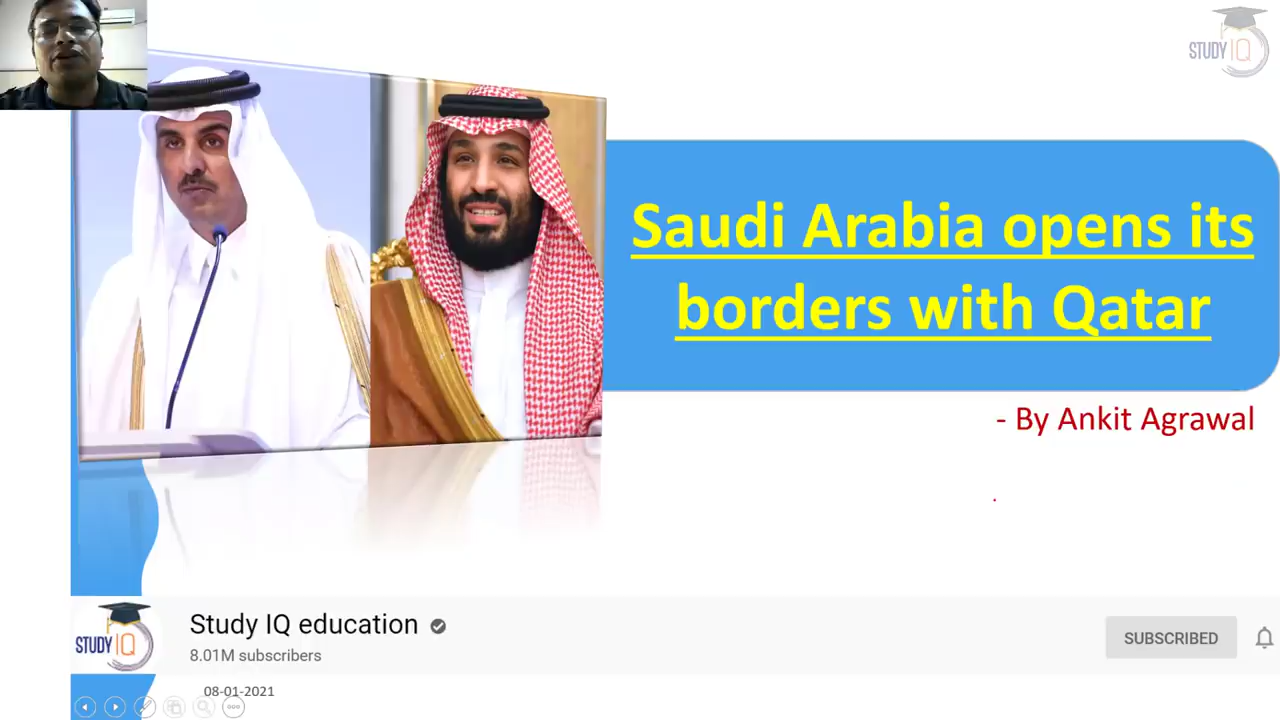 STUDY IQ
Saudi Arabia opens its
borders with Qatar
- By Ankit Agrawal
STUDY IQ
Study IQ education
8.01M subscribers
SUBSCRIBED
08-01-2021